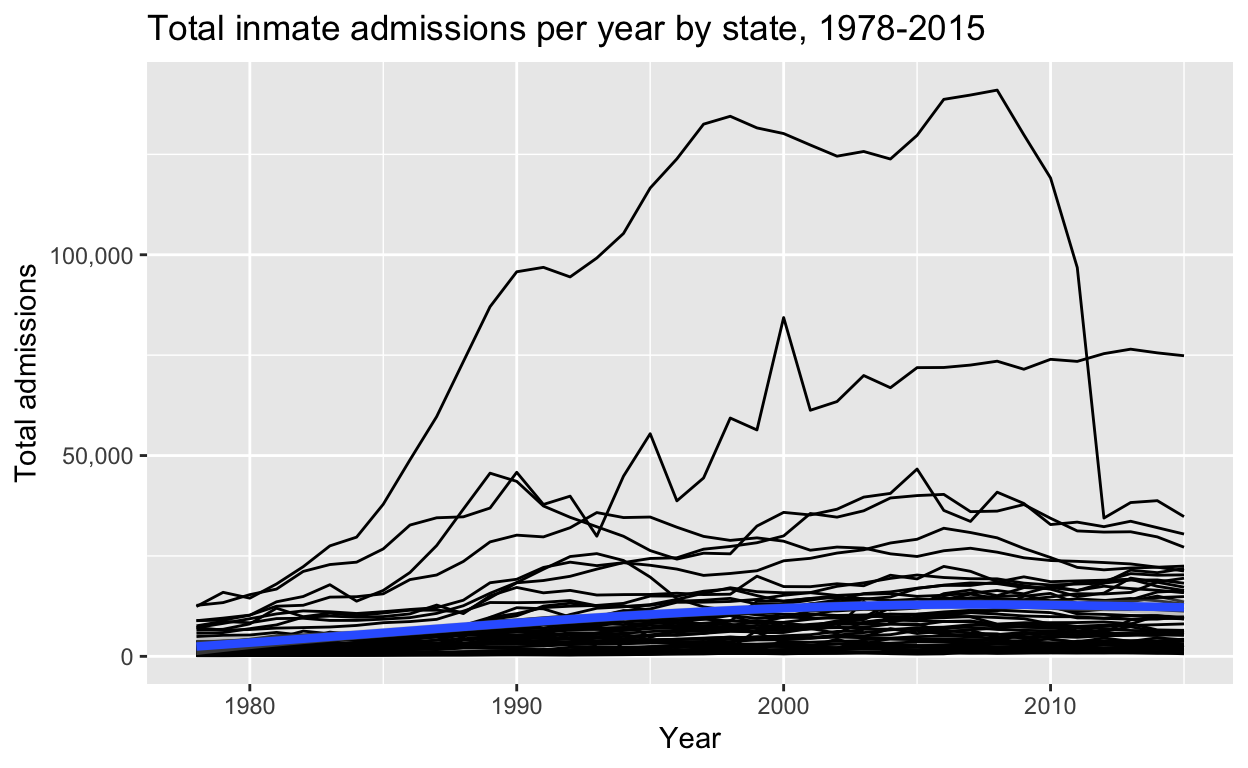 Total inmate admissions per year by state, 1978-2015
Total admissions
100,000
50,000
0
1980
1990
2000
2010
Year